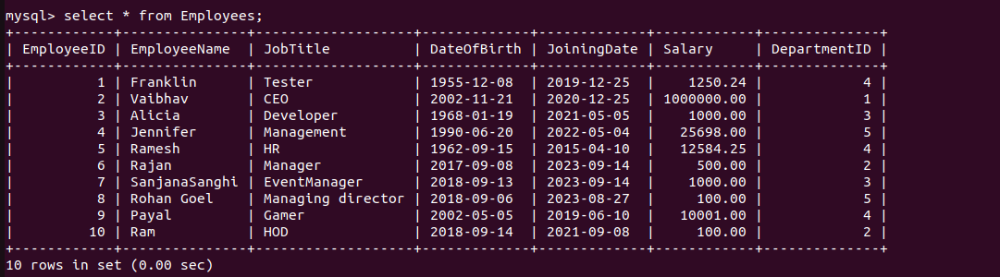 mysql> select * from Employees;
+------------+--------------+-------------------+-------------+-------------+------------+--------------+
| EmployeeID | EmployeeName | JobTitle          | DateOfBirth | JoiningDate | Salary     | DepartmentID |
+------------+--------------+-------------------+-------------+-------------+------------+--------------+
|          1 | Franklin     | Tester            | 1955-12-08  | 2019-12-25  |    1250.24 |            4 |
|          2 | Vaibhav      | CEO               | 2002-11-21  | 2020-12-25  | 1000000.00 |            1 |
|          3 | Alicia       | Developer         | 1968-01-19  | 2021-05-05  |    1000.00 |            3 |
|          4 | Jennifer     | Management        | 1990-06-20  | 2022-05-04  |   25698.00 |            5 |
|          5 | Ramesh       | HR                | 1962-09-15  | 2015-04-10  |   12584.25 |            4 |
|          6 | Rajan        | Manager           | 2017-09-08  | 2023-09-14  |     500.00 |            2 |
|          7 | SanjanaSanghi | EventManager      | 2018-09-13  | 2023-09-14  |    1000.00 |            3 |
|          8 | Rohan Goel   | Managing director | 2018-09-06  | 2023-08-27  |     100.00 |            5 |
|          9 | Payal        | Gamer             | 2002-05-05  | 2019-06-10  |   10001.00 |            4 |
|         10 | Ram          | HOD               | 2018-09-14  | 2021-09-08  |     100.00 |            2 |
+------------+--------------+-------------------+-------------+-------------+------------+--------------+
10 rows in set (0.00 sec)